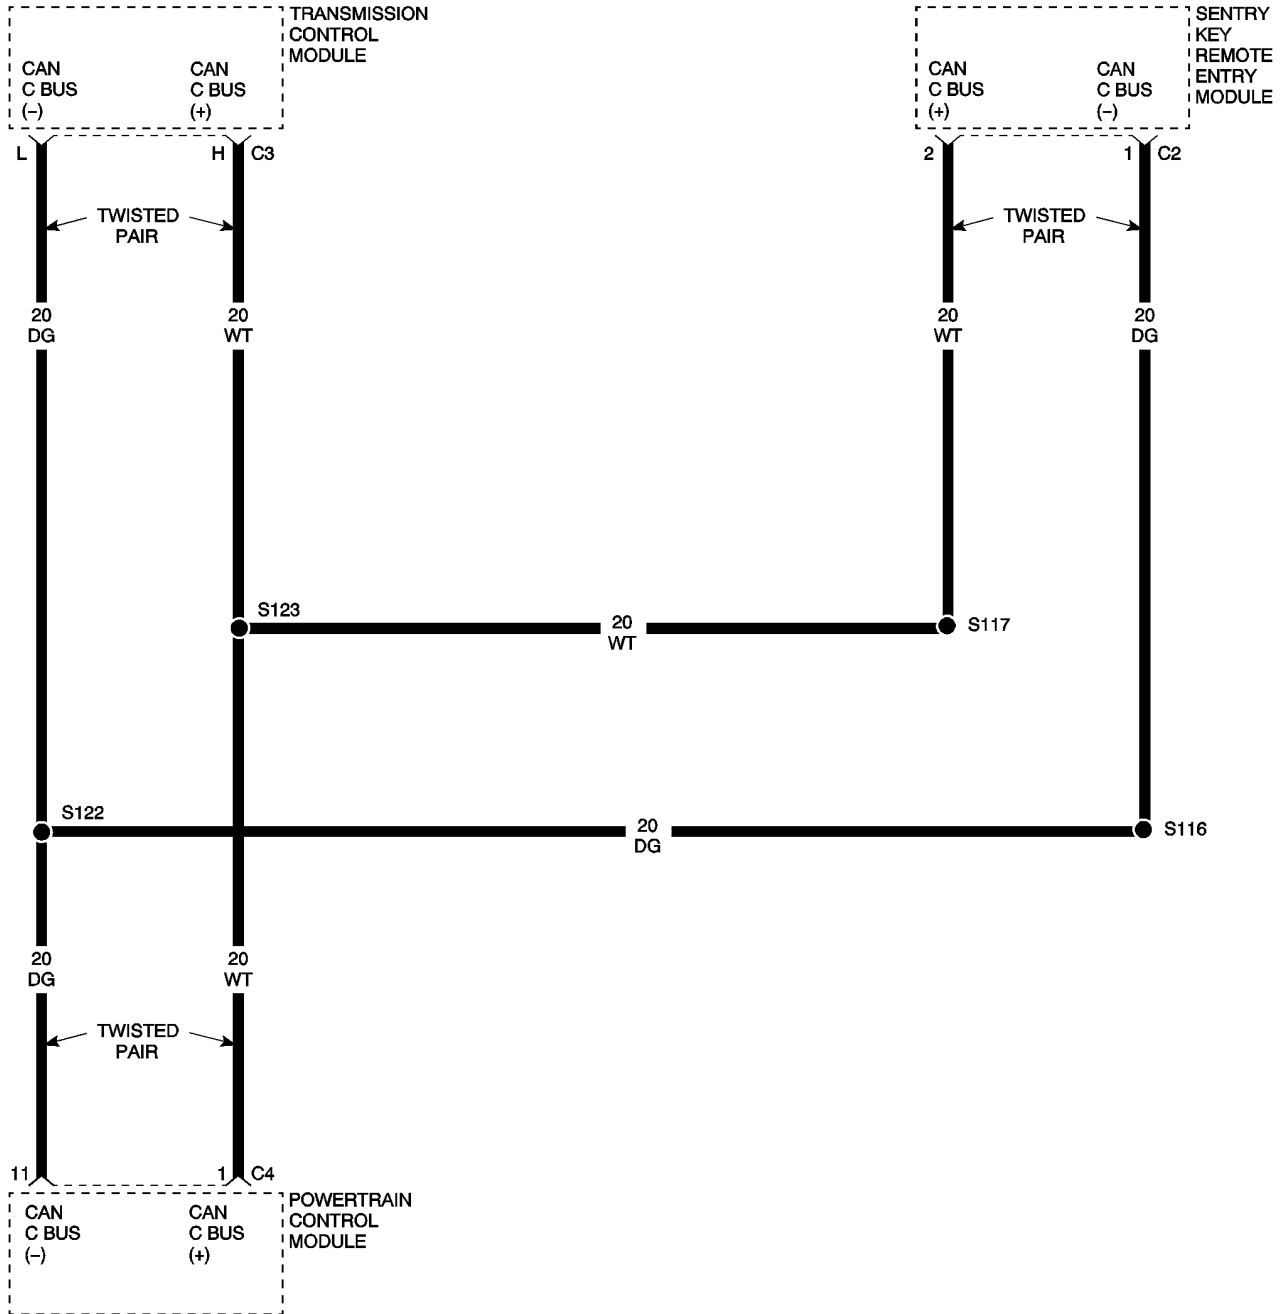 TRANSMISSION
CONTROL
MODULE
CAN
C BUS
(–)
CAN
C BUS
(+)
L
H
C3
TWISTED
PAIR
20
DG
20
WT
SENTRY
KEY
REMOTE
ENTRY
MODULE
CAN
C BUS
(+)
CAN
C BUS
(–)
2
1
C2
TWISTED
PAIR
20
WT
20
DG
S123
20
WT
S117
S122
20
DG
S116
20
DG
20
WT
TWISTED
PAIR
11
1
C4
POWERTRAIN
CONTROL
MODULE
CAN
C BUS
(–)
CAN
C BUS
(+)